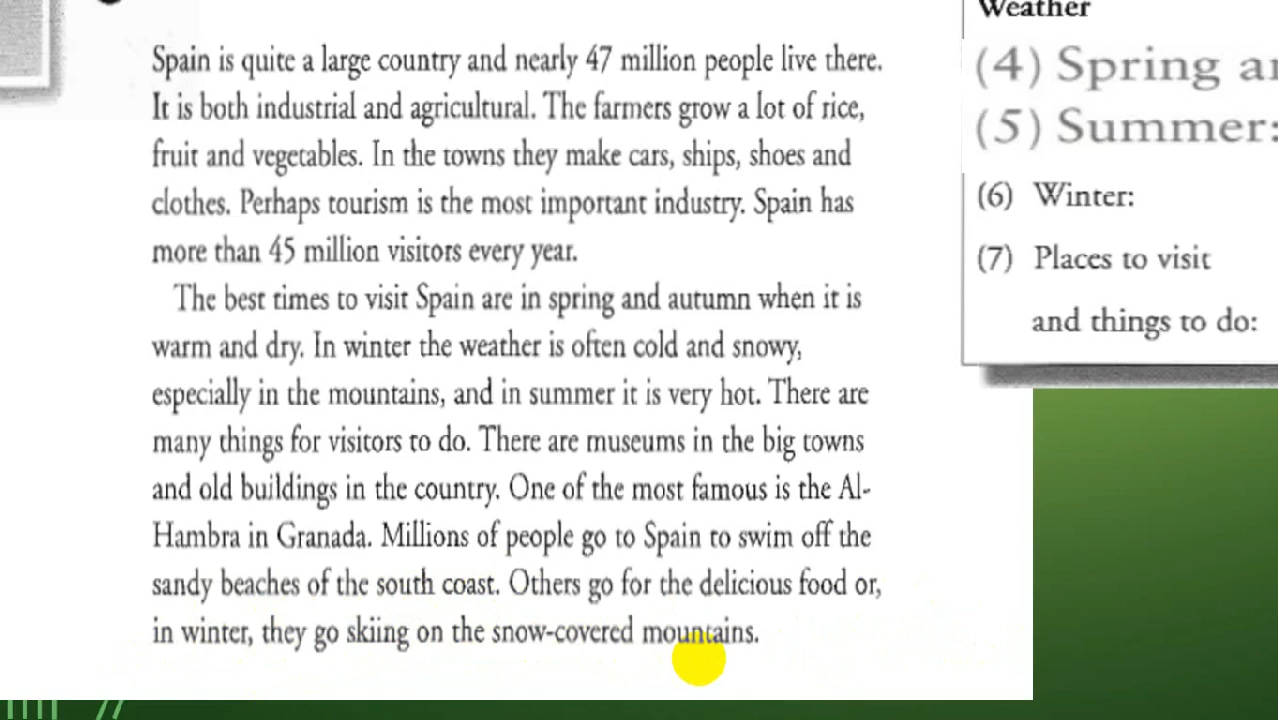 Spain is quite a large country and nearly 47 million people live there.
It is both industrial and agricultural. The farmers grow a lot of rice,
fruit and vegetables. In the towns they make cars, ships, shoes and
clothes. Perhaps tourism is the most important industry. Spain has
more than 45 million visitors every year.
The best times to visit Spain are in spring and autumn when it is
warm and dry. In winter the weather is often cold and snowy,
especially in the mountains, and in summer it is very hot. There are
many things for visitors to do. There are museums in the big towns
and old buildings in the country. One of the most famous is the Al-
Hambra in Granada. Millions of people go to Spain to swim off the
sandy beaches of the south coast. Others go for the delicious food or,
in winter, they go skiing on the snow-covered mountains.
Weather
(4) Spring
(5) Summer:
(6) Winter:
(7) Places to visit
and things to do: